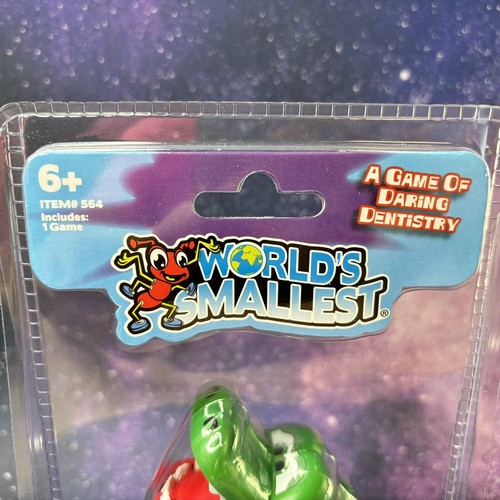 6+
ITEM# 564
Includes:
1 Game
A GAME OF
DARING
DENTISTRY
WORLD'S
SMALLEST®